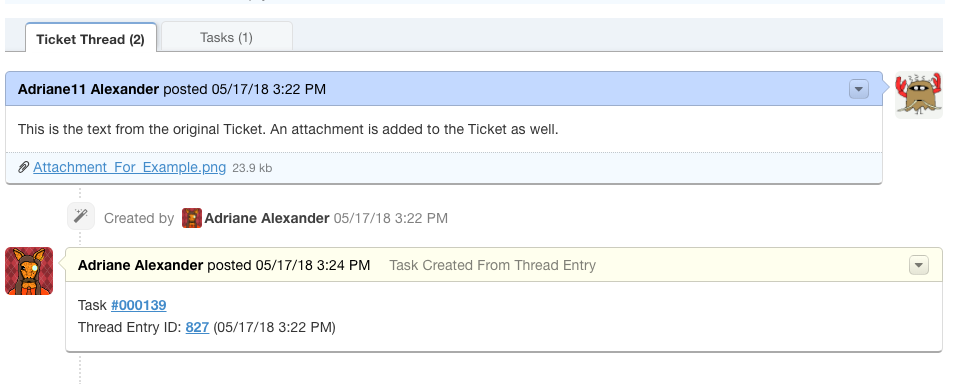 Ticket Thread (2) Tasks (1)
Adriane11 Alexander posted 05/17/18 3:22 PM
This is the text from the original Ticket. An attachment is added to the Ticket as well.
Attachment_For_Example.png 23.9 kb
Created by Adriane Alexander 05/17/18 3:22 PM
Adriane Alexander posted 05/17/18 3:24 PM Task Created From Thread Entry
Task #000139
Thread Entry ID: 827 (05/17/18 3:22 PM)